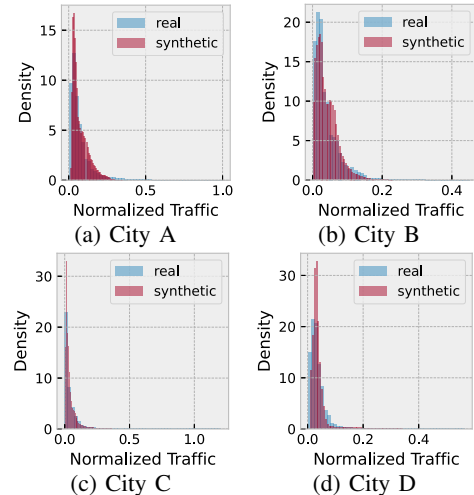 real
synthetic
15
10
5
0
Density
0.0 0.5 1.0
Normalized Traffic
(a) City A
real
synthetic
20
15
10
5
0
Density
0.0 0.2 0.4
Normalized Traffic
(b) City B
real
synthetic
30
20
10
0
Density
0.0 0.5 1.0
Normalized Traffic
(c) City C
real
synthetic
30
20
10
0
Density
0.0 0.2 0.4
Normalized Traffic
(d) City D